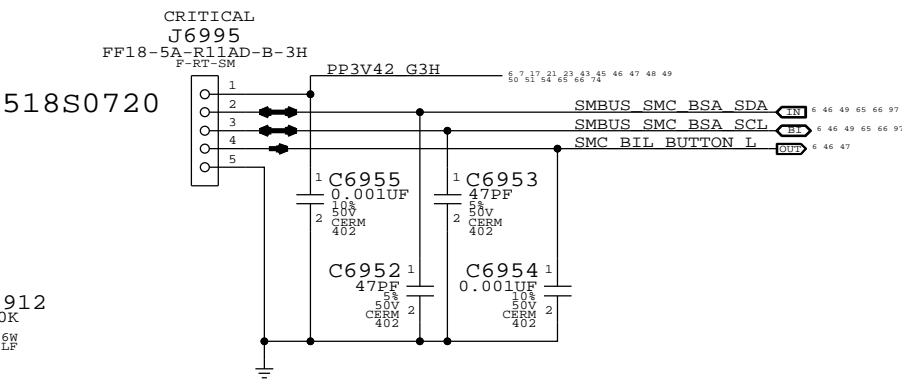 CRITICAL
J6995
FF18-5A-R11AD-B-3H
F-RT-SM
518S0720
1
2
3
4
5
PP3V42_G3H
6 7 17 21 23 43 45 46 47 48 49
50 51 54 65 66 74
SMBUS_SMC_BSA_SDA
IN
6 46 49 65 66 97
SMBUS_SMC_BSA_SCL
BI
6 46 49 65 66 97
SMC_BIL_BUTTON_L
OUT
6 46 47
1
C6955
0.001UF
10%
50V
CERM
402
2
1
C6953
47PF
5%
50V
CERM
402
2
C6952
1
47PF
5%
50V
CERM
402
2
C6954
1
0.001UF
10%
50V
CERM
402
2
912
0K
6W
LF